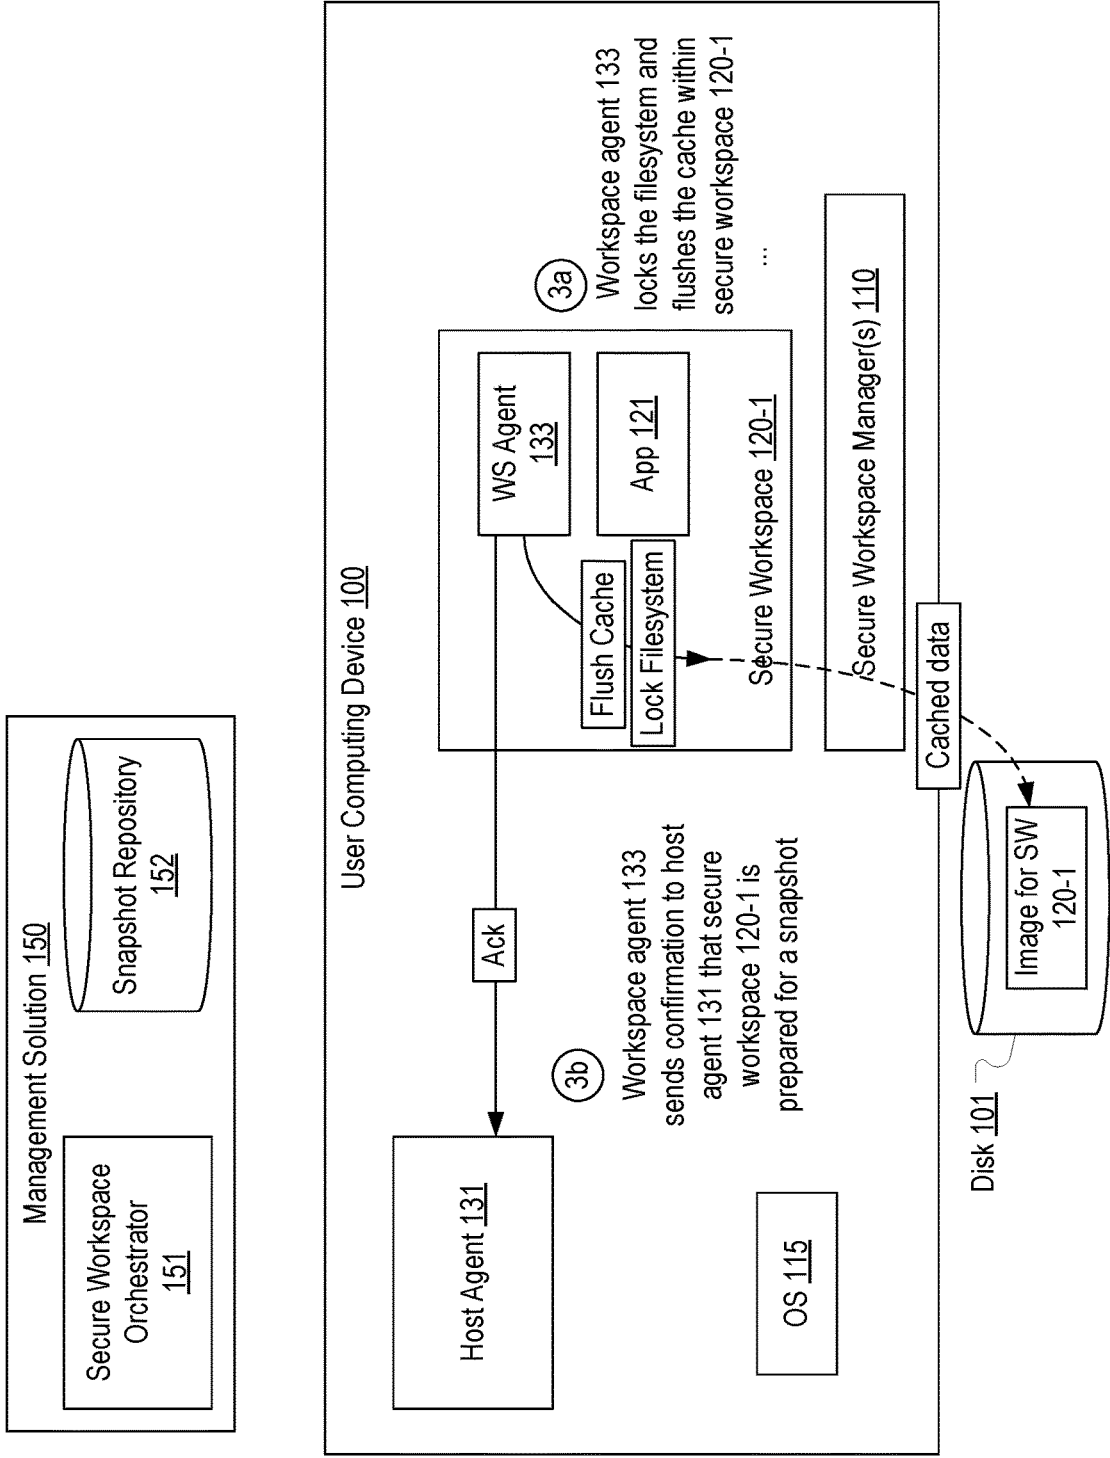 Management Solution 150
Secure Workspace
Orchestrator
151
Snapshot Repository
152
User Computing Device 100
Host Agent 131
Ack
WS Agent
133
App 121
Flush Cache
Lock Filesystem
Secure Workspace 120-1
3a
Workspace agent 133
locks the filesystem and
flushes the cache within
secure workspace 120-1
...
3b
Workspace agent 133
sends confirmation to host
agent 131 that secure
workspace 120-1 is
prepared for a snapshot
OS 115
Secure Workspace Manager(s) 110
Cached data
Disk 101
Image for SW
120-1